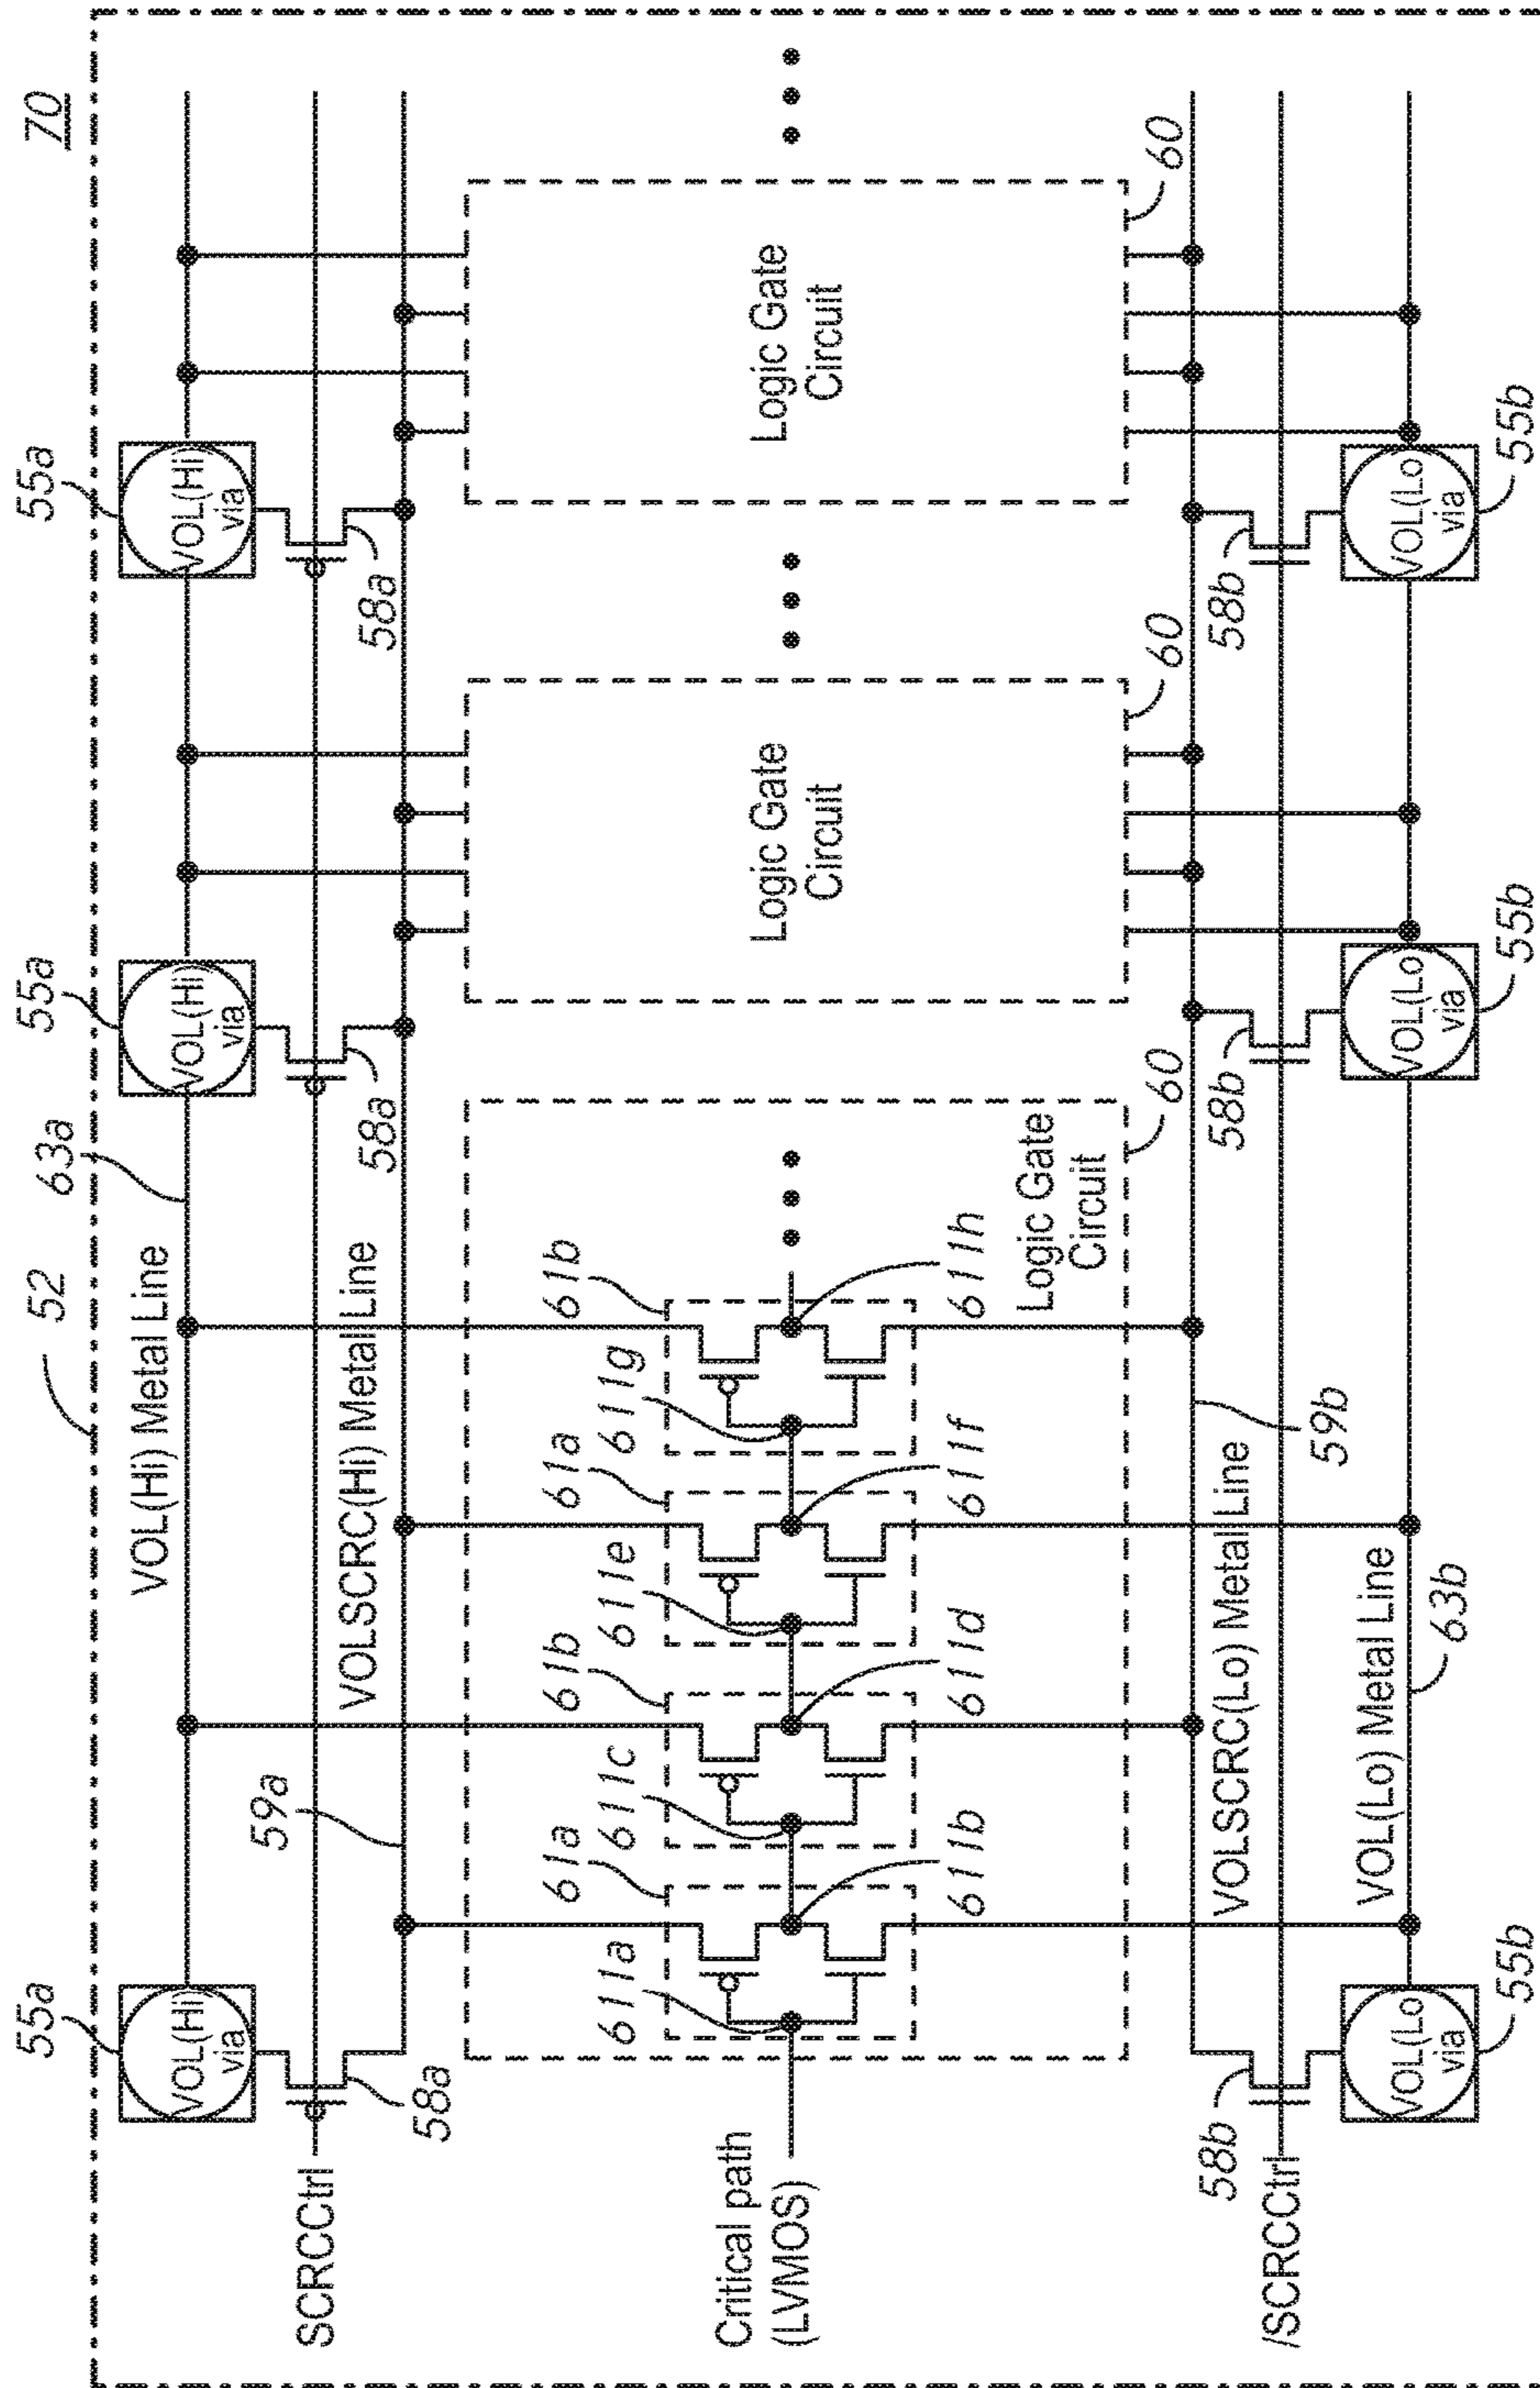 70
52
55a
55a
55a
63a
VOL(Hi) Metal Line
VOL(Hi)
via
VOL(Hi)
via
VOL(Hi)
via
SCRCCtrl
58a
58a
58a
59a
VOLSCRC(Hi) Metal Line
61a
61b
61a
61b
611a
611c
611e
611g
Critical path
(LVMOS)
Logic Gate
Circuit
Logic Gate
Circuit
611b
611d
611f
611h
Logic Gate
Circuit
60
60
60
58b
58b
58b
VOLSCRC(Lo) Metal Line
/SCRCCtrl
59b
VOL(Lo) Metal Line
VOL(Lo
via
VOL(Lo
via
VOL(Lo
via
63b
55b
55b
55b